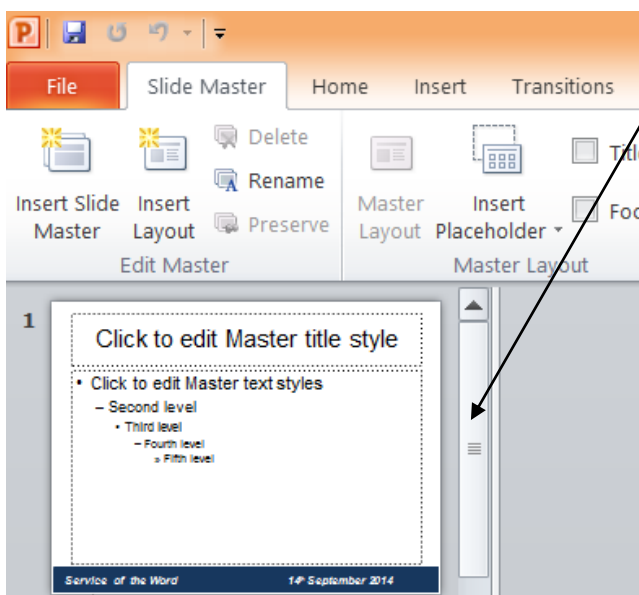 P
File Slide Master Home Insert Transitions
Insert Slide Master
Insert Layout
Delete
Rename
Preserve
Master Layout
Insert Placeholder
Edit Master
Master Layout
1
Click to edit Master title style
• Click to edit Master text styles
– Second level
• Third level
– Fourth level
» Fifth level
Service of the Word 14th September 2014